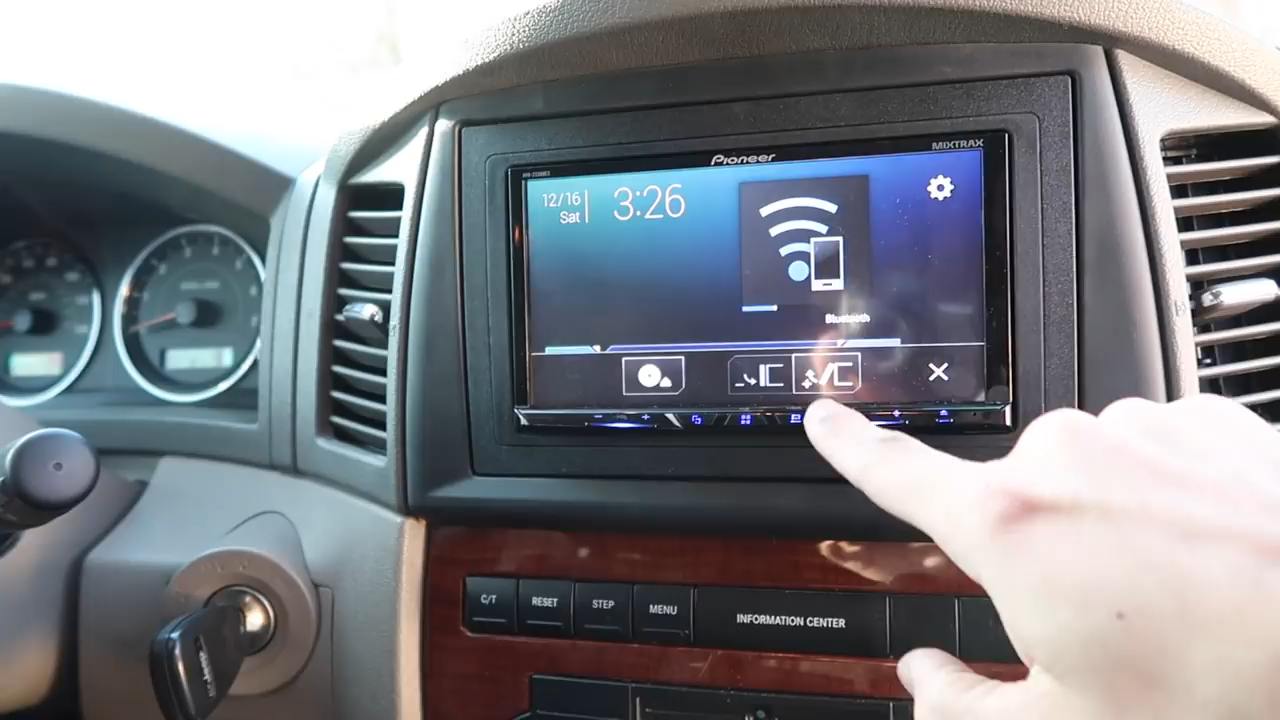 Pioneer
MIXTRAX
12/16
Sat
3:26
Bluetooth
C/T
RESET
STEP
MENU
INFORMATION CENTER